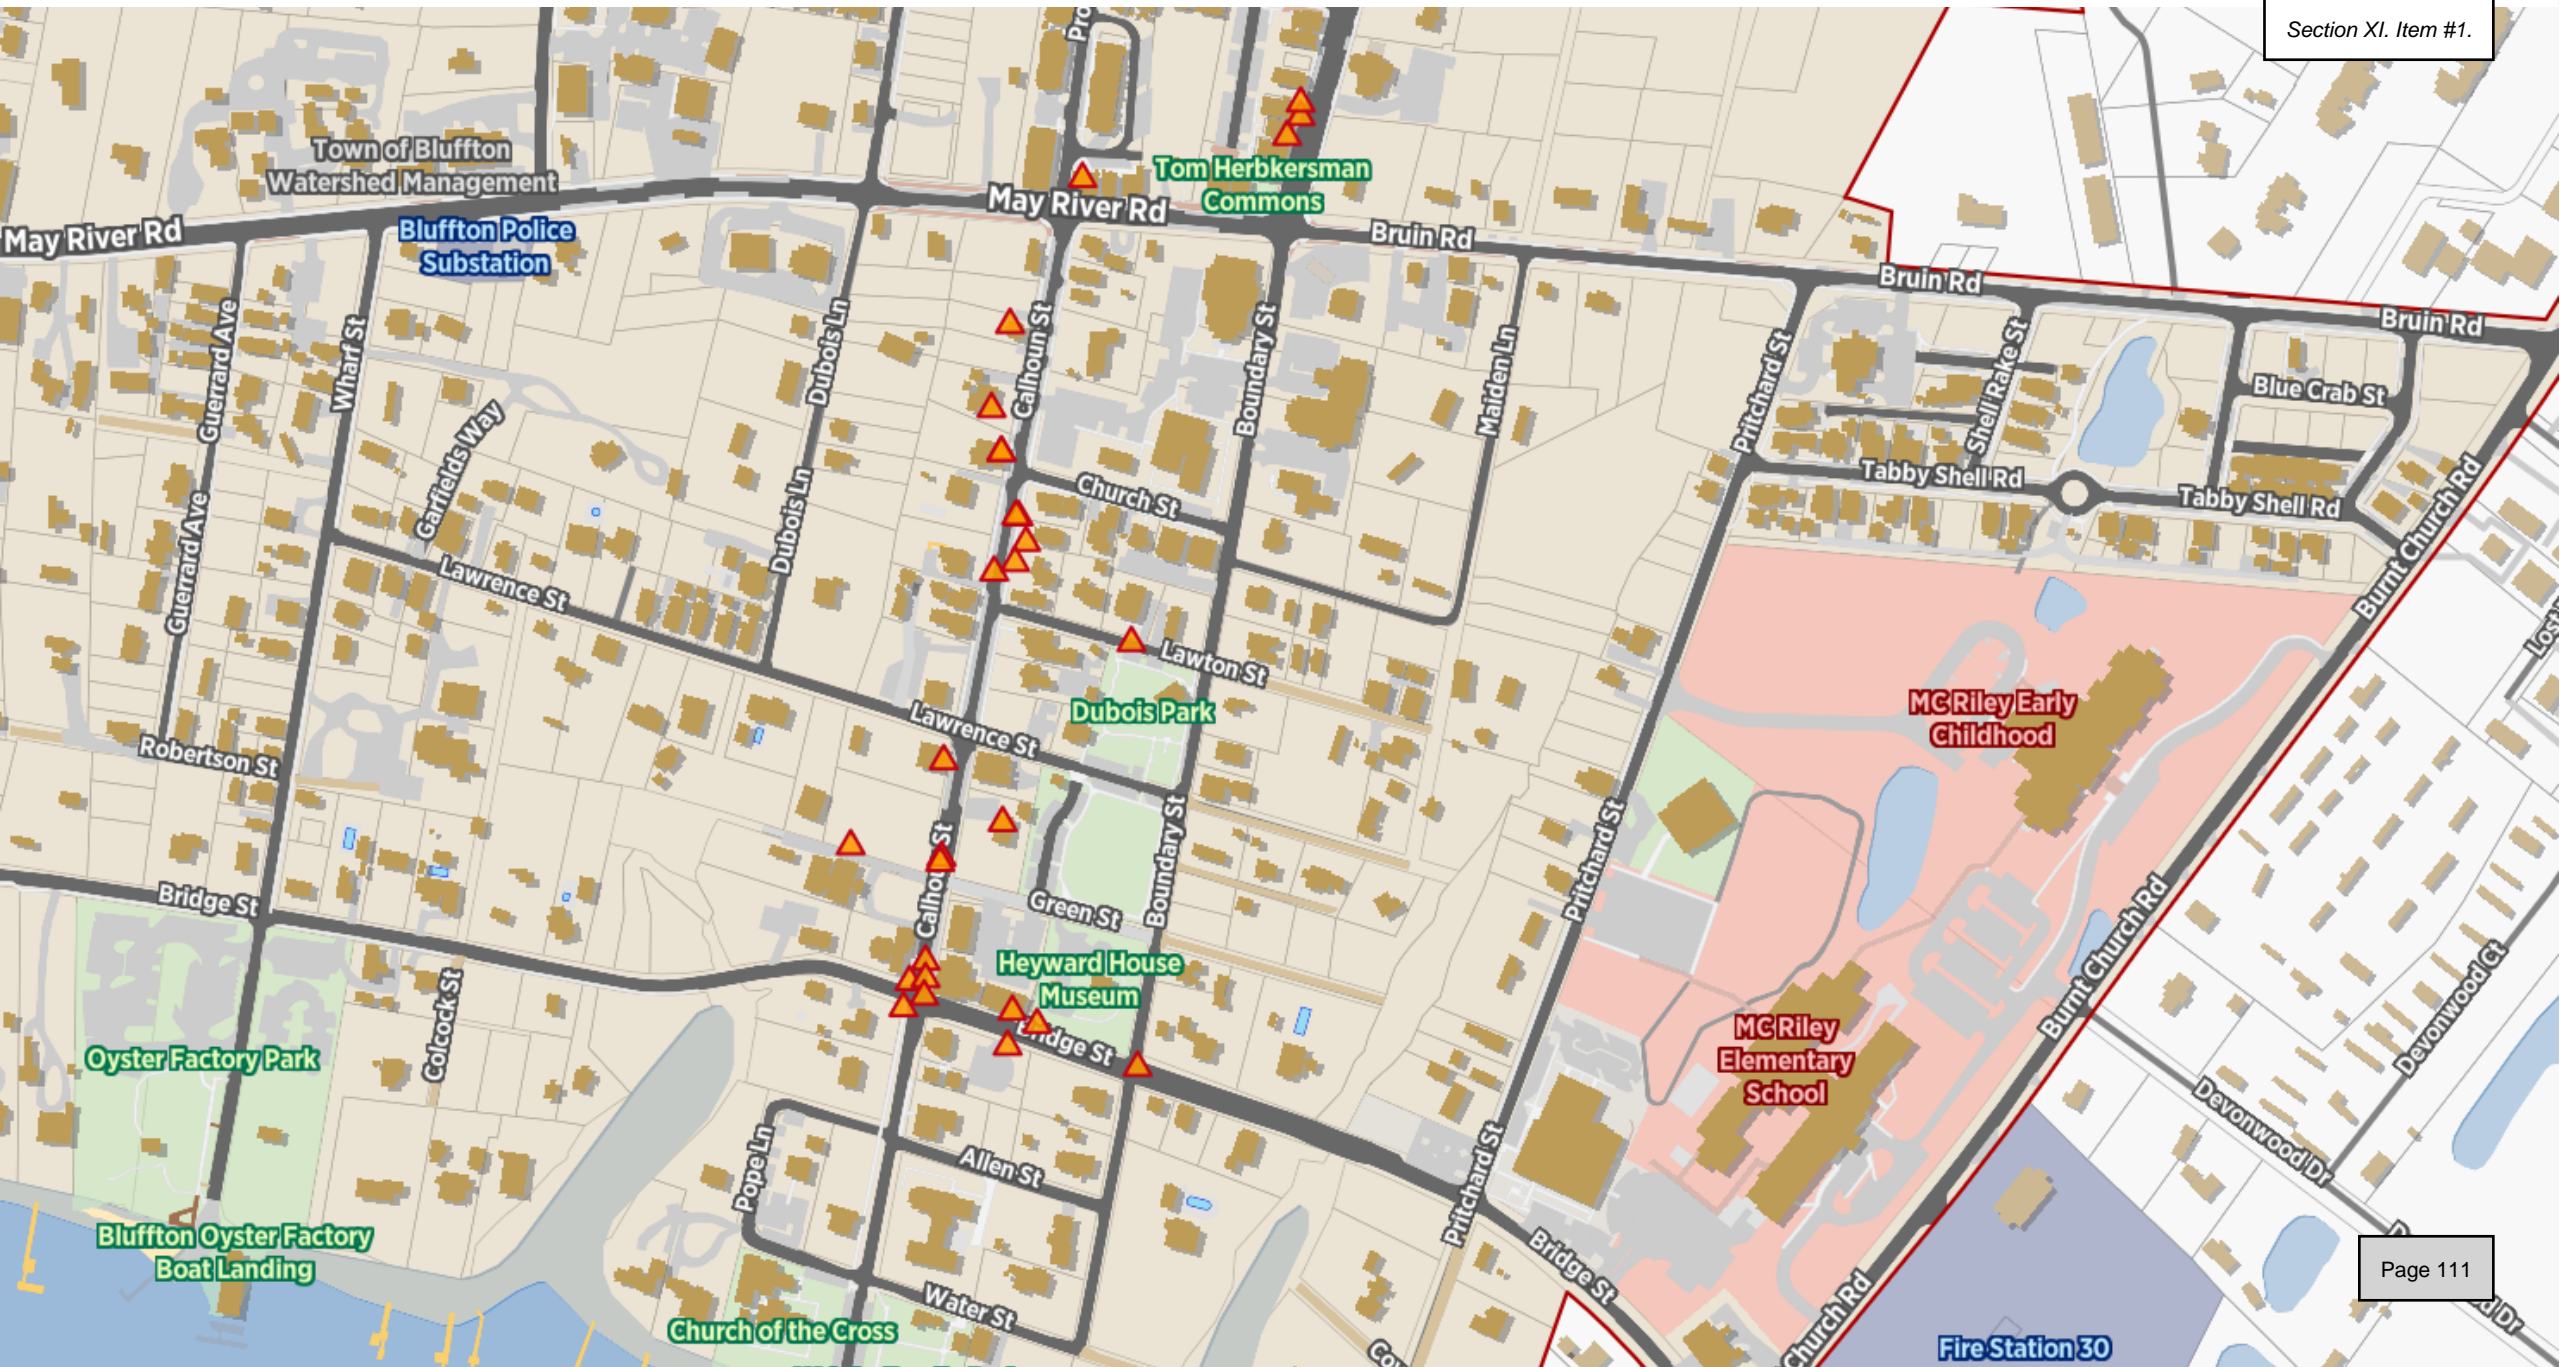 Section XI. Item #1.
Pro
Town of Bluffton
Watershed Management
Tom Herbkersman
Commons
May River Rd
May River Rd
Bluffton Police
Substation
Bruin Rd
Bruin Rd
Bruin Rd
Guerrard Ave
Wharf St
Dubois Ln
Calhoun St
Boundary St
Maiden Ln
Pritchard St
Shell Rake St
Blue Crab St
Garfields Way
Church St
Tabby Shell Rd
Tabby Shell Rd
Guerrard Ave
Dubois Ln
Burnt Church Rd
Lawrence St
Lawton St
Lost
Dubois Park
MC Riley Early
Childhood
Lawrence St
Robertson St
Calhoun St
Boundary St
Pritchard St
Bridge St
Green St
Burnt Church Rd
Heyward House
Museum
Devonwood Ct
Colcock St
Oyster Factory Park
Bridge St
MC Riley
Elementary
School
Devonwood Dr
Pope Ln
Allen St
Pritchard St
Bluffton Oyster Factory
Boat Landing
Bridge St
Page 111
d Dr
Water St
Church of the Cross
Church Rd
Fire Station 30